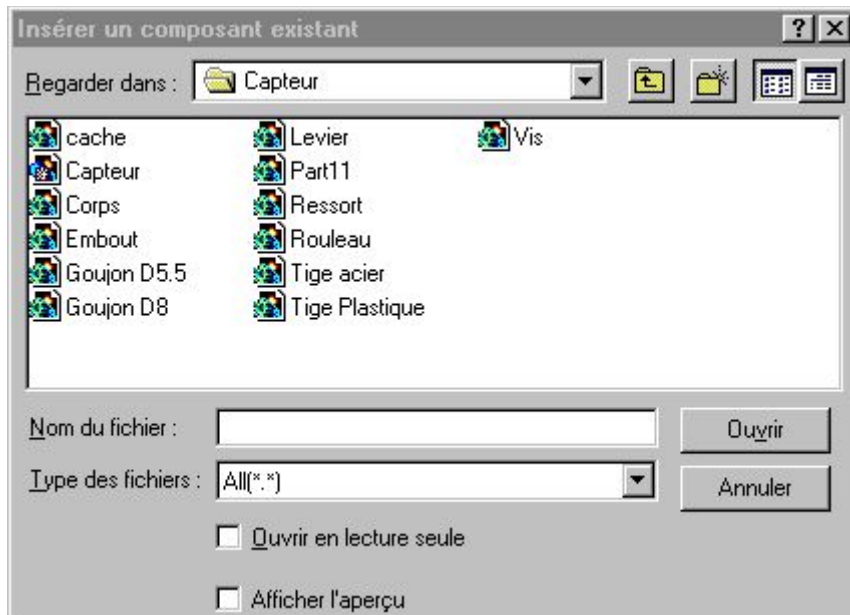 Insérer un composant existant
Regarder dans : Capteur
cache
Capteur
Corps
Embout
Goujon D5.5
Goujon D8
Levier
Part11
Ressort
Rouleau
Tige acier
Tige Plastique
Vis
Nom du fichier :
Ouvrir
Type des fichiers : All(*.*)
Annuler
Ouvrir en lecture seule
Afficher l'aperçu